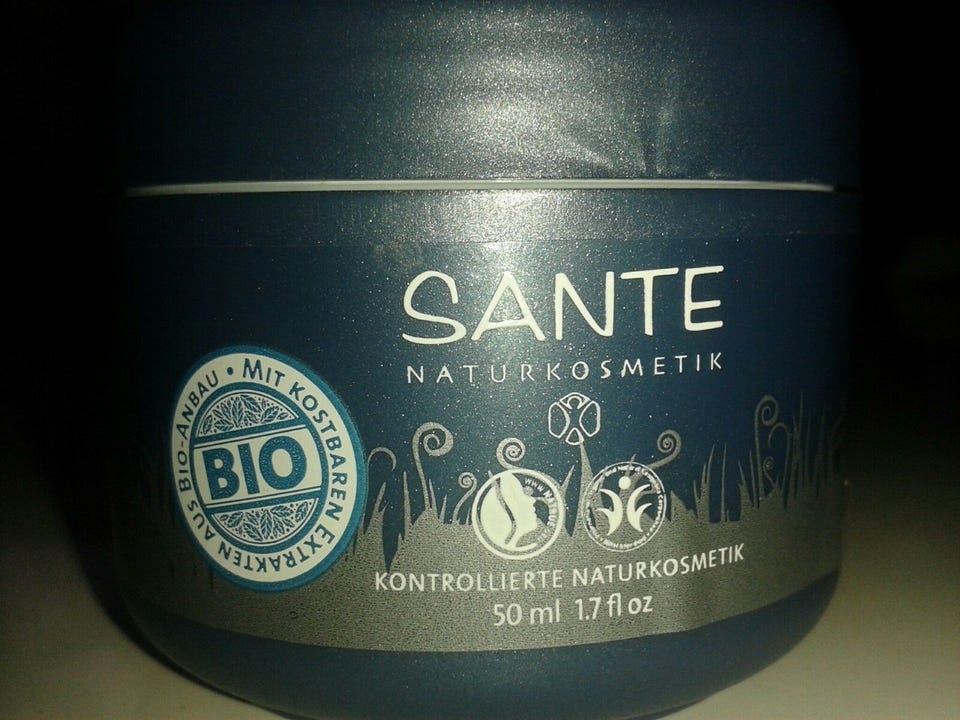 SANTE
NATURKOSMETIK
MIT KOSTBAREN EXTRAKTEN AUS BIO-ANBAU •
BIO
KONTROLLIERTE NATURKOSMETIK
50 ml 1.7 fl oz